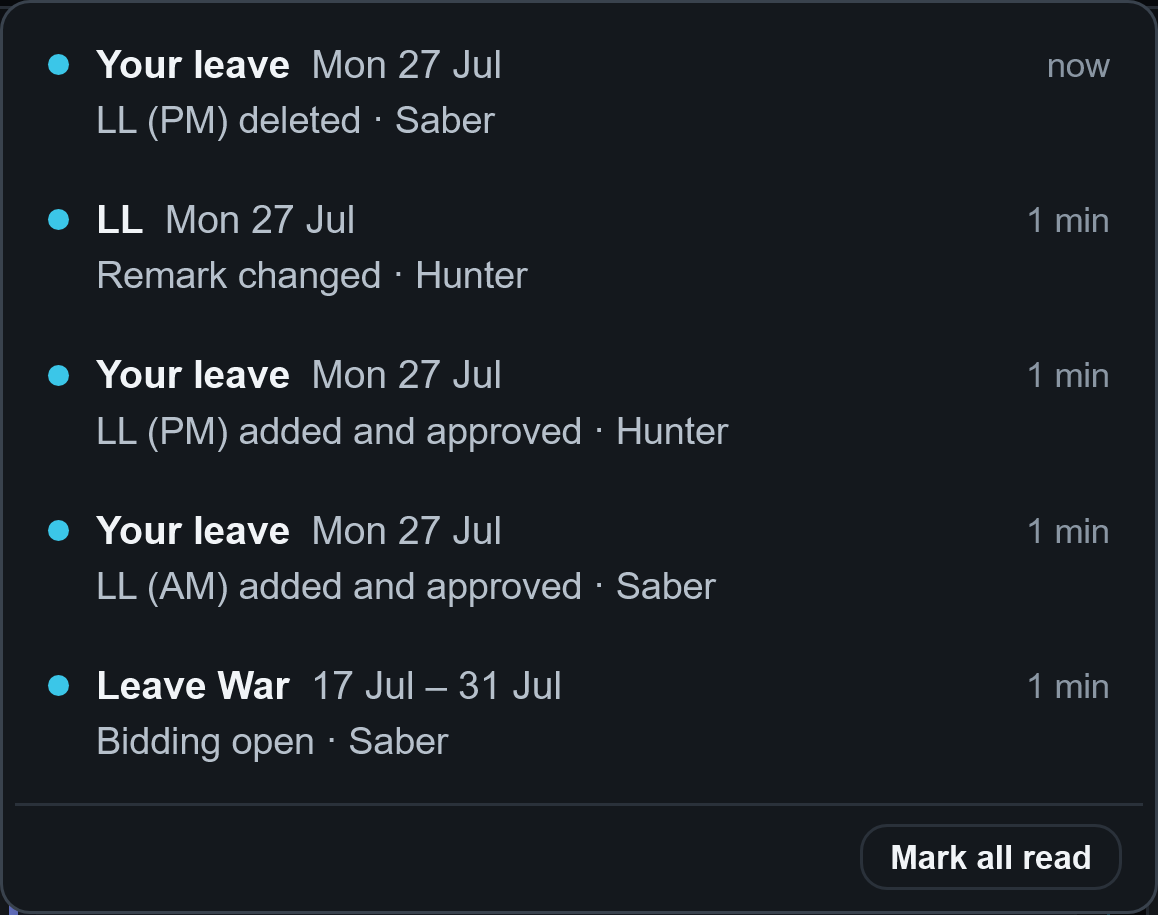 Your leave Mon 27 Jul now
LL (PM) deleted · Saber
LL Mon 27 Jul 1 min
Remark changed · Hunter
Your leave Mon 27 Jul 1 min
LL (PM) added and approved · Hunter
Your leave Mon 27 Jul 1 min
LL (AM) added and approved · Saber
Leave War 17 Jul – 31 Jul 1 min
Bidding open · Saber
Mark all read